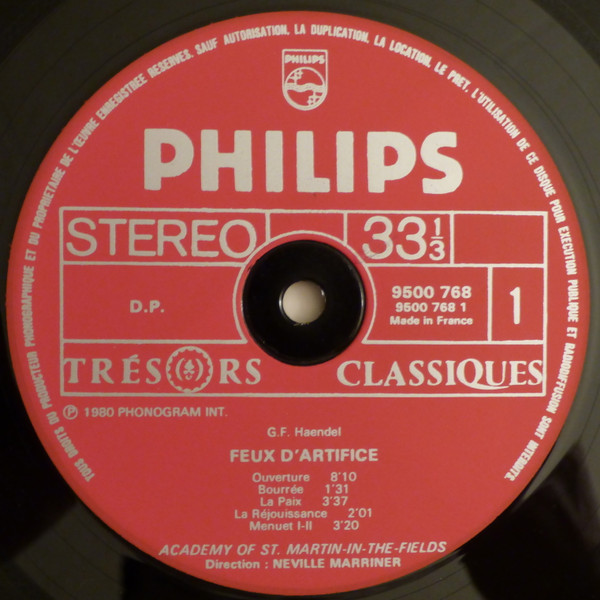 TOUS DROITS DU PRODUCTEUR PHONOGRAPHIQUE ET DU PROPRIETAIRE DE L'ŒUVRE ENREGISTREE RESERVES. SAUF AUTORISATION, LA DUPLICATION, LA LOCATION, LE PRET, L'UTILISATION DE CE DISQUE POUR EXECUTION PUBLIQUE ET RADIODIFFUSION SONT INTERDITS.
PHILIPS
PHILIPS
STEREO 33 1/3
D.P.
9500 768
9500 768 1
Made in France
1
TRÉSORS CLASSIQUES
Ⓟ 1980 PHONOGRAM INT.
G.F. Haendel
FEUX D'ARTIFICE
Ouverture 8'10
Bourrée 1'31
La Paix 3'37
La Réjouissance 2'01
Menuet I-II 3'20
ACADEMY OF ST. MARTIN-IN-THE-FIELDS
Direction : NEVILLE MARRINER